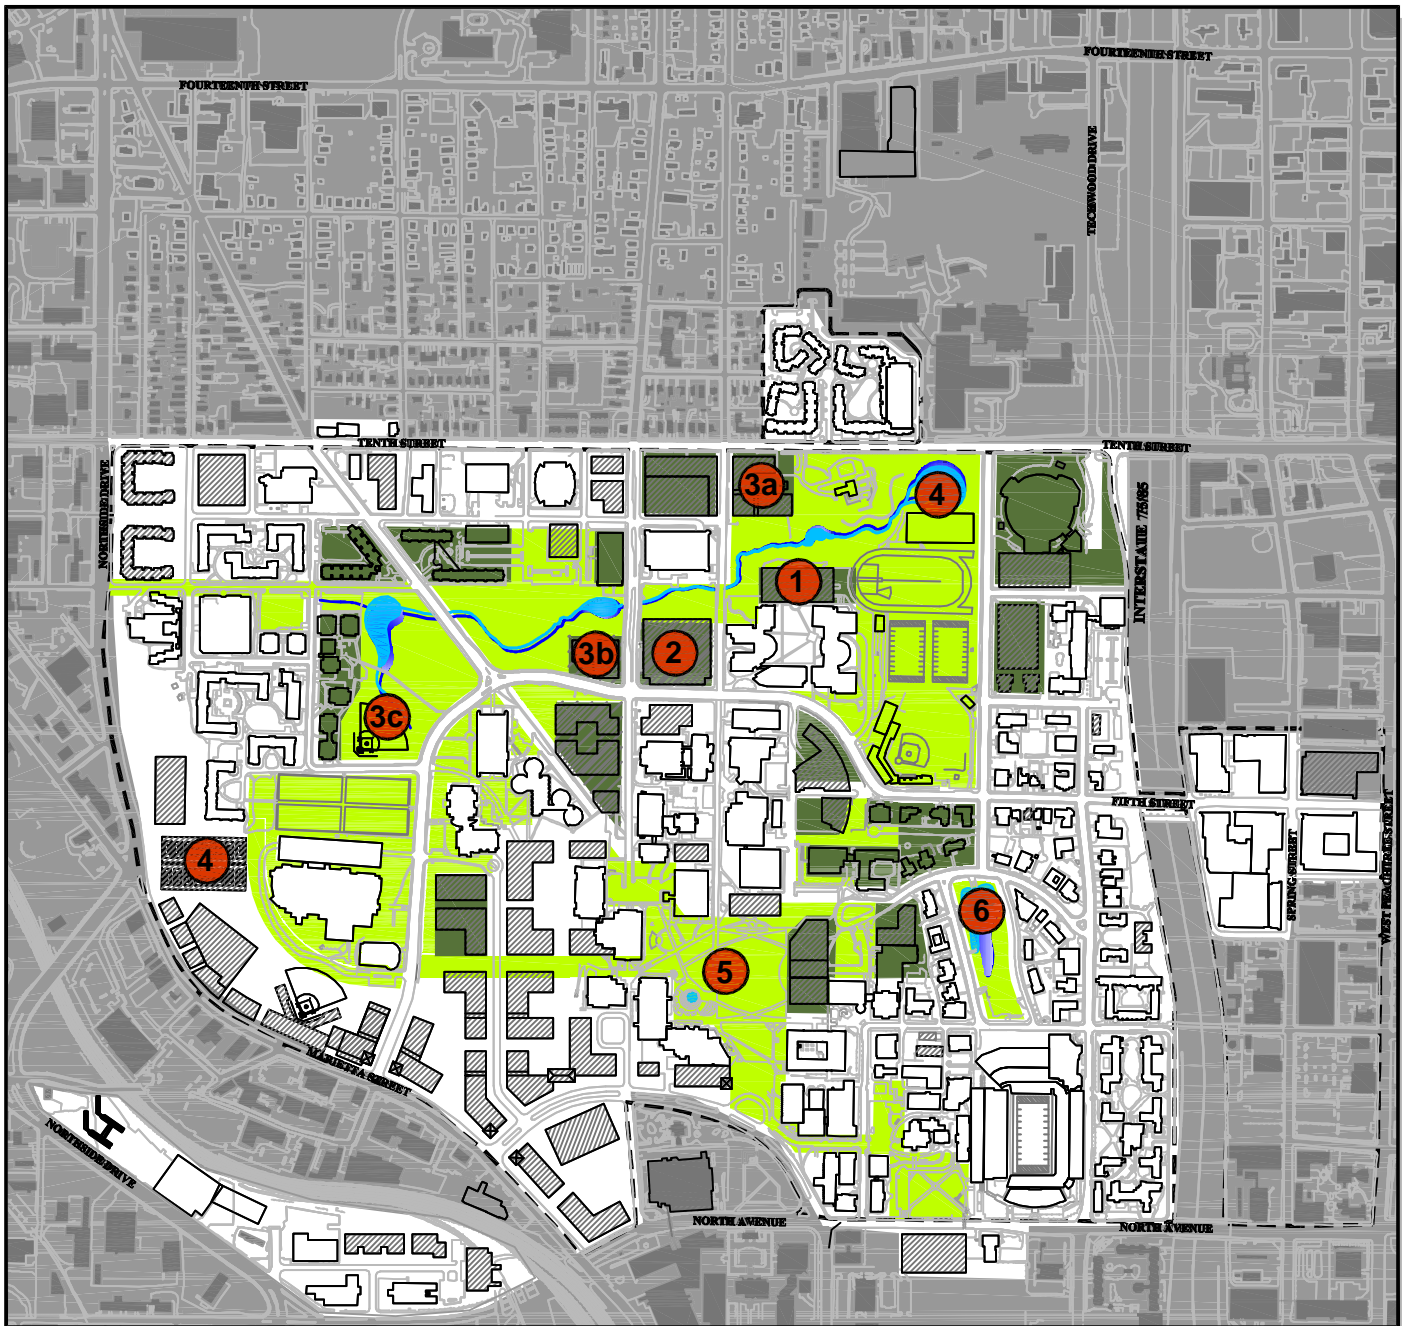 FOURTEENTH STREET
FOURTEENTH STREET
TECHWOOD DRIVE
TENTH STREET
TENTH STREET
NORTHSIDE DRIVE
INTERSTATE 7/5/85
3a
4
1
3b
2
3c
FIFTH STREET
WEST PEACHTREE STREET
SPRING STREET
4
6
5
MARIETTA STREET
NORTHSIDE DRIVE
NORTH AVENUE
NORTH AVENUE